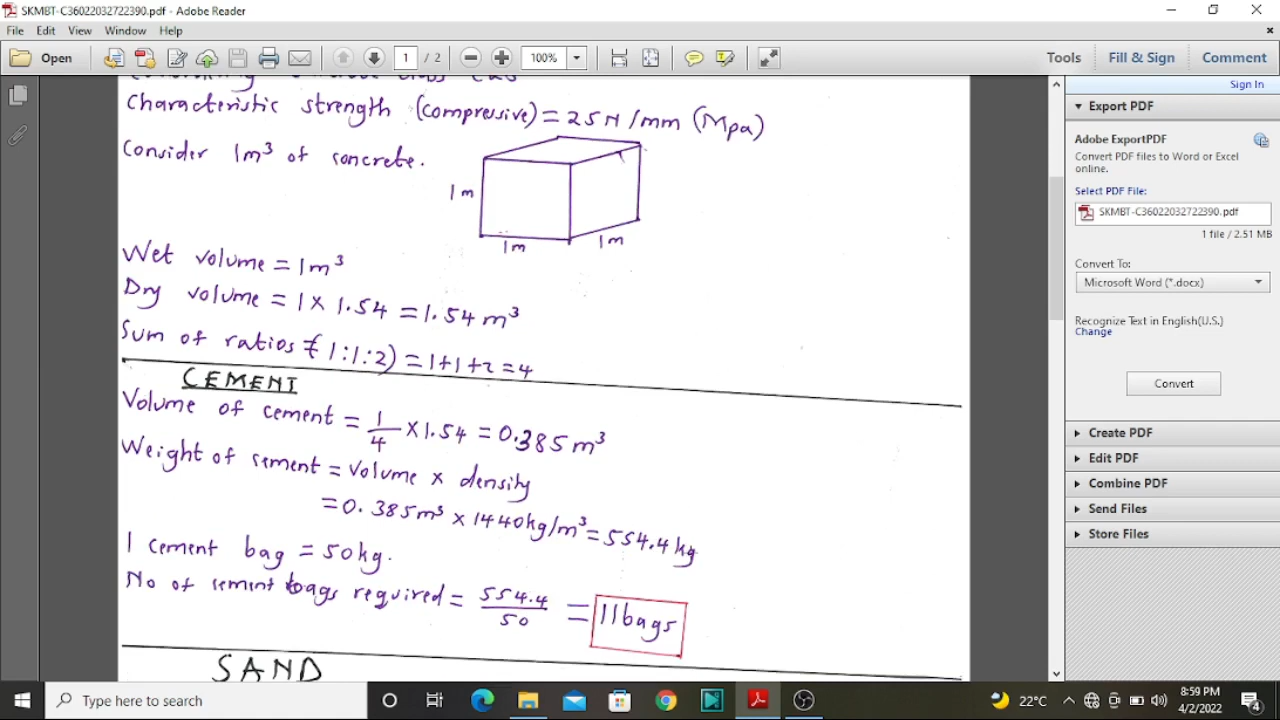 SKMBT-C36022032722390.pdf - Adobe Reader
File Edit View Window Help
Open 1 / 2 100% Tools Fill & Sign Comment
Characteristic strength (compressive) = 25N/mm (Mpa)
Consider 1m³ of concrete.
1m
1m 1m
Wet volume = 1m³
Dry volume = 1 x 1.54 = 1.54 m³
Sum of ratios = (1:1:2) = 1+1+2 = 4
CEMENT
Volume of cement = 1/4 x 1.54 = 0.385 m³
Weight of cement = Volume x density
= 0.385m³ x 1440kg/m³ = 554.4 kg
1 cement bag = 50kg.
No of cement bags required = 554.4/50 = 11bags
SAND
Sign In
Export PDF
Adobe ExportPDF
Convert PDF files to Word or Excel
online.
Select PDF File:
SKMBT-C36022032722390.pdf
1 file / 2.51 MB
Convert To:
Microsoft Word (*.docx)
Recognize Text in English(U.S.)
Change
Convert
Create PDF
Edit PDF
Combine PDF
Send Files
Store Files
Type here to search
22°C
8:59 PM
4/2/2022
4